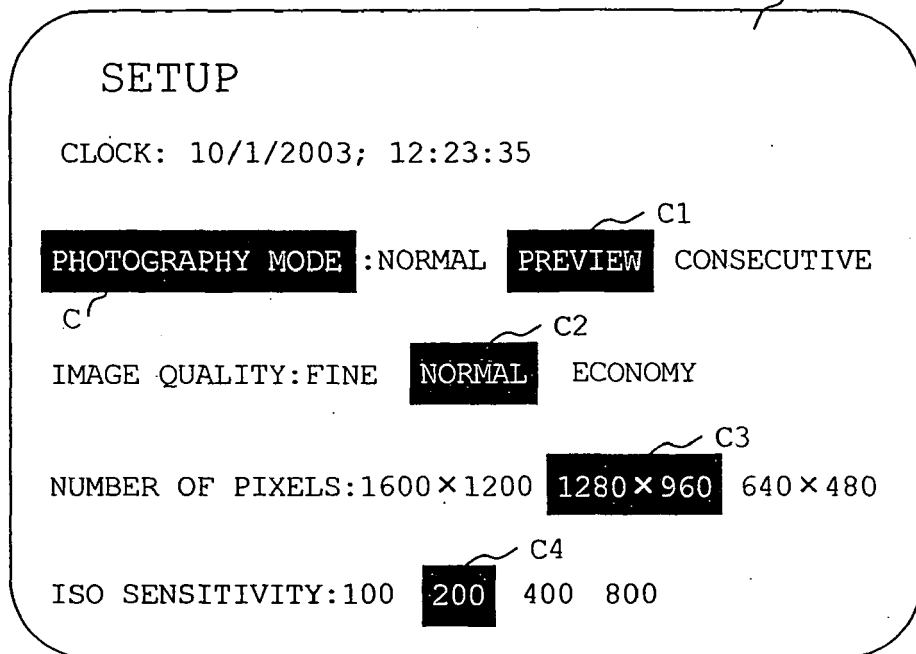 SETUP
CLOCK: 10/1/2003; 12:23:35
C1
PHOTOGRAPHY MODE :NORMAL PREVIEW CONSECUTIVE
C
C2
IMAGE QUALITY:FINE NORMAL ECONOMY
C3
NUMBER OF PIXELS:1600×1200 1280×960 640×480
C4
ISO SENSITIVITY:100 200 400 800